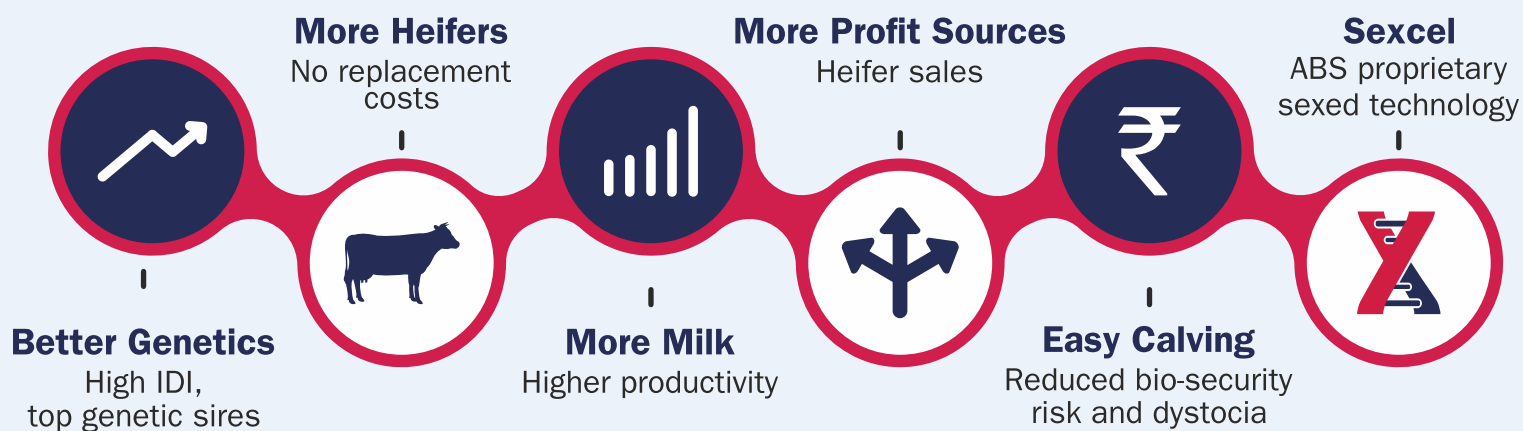 Better Genetics
High IDI,
top genetic sires
More Heifers
No replacement
costs
More Milk
Higher productivity
More Profit Sources
Heifer sales
₹
Easy Calving
Reduced bio-security
risk and dystocia
Sexcel
ABS proprietary
sexed technology